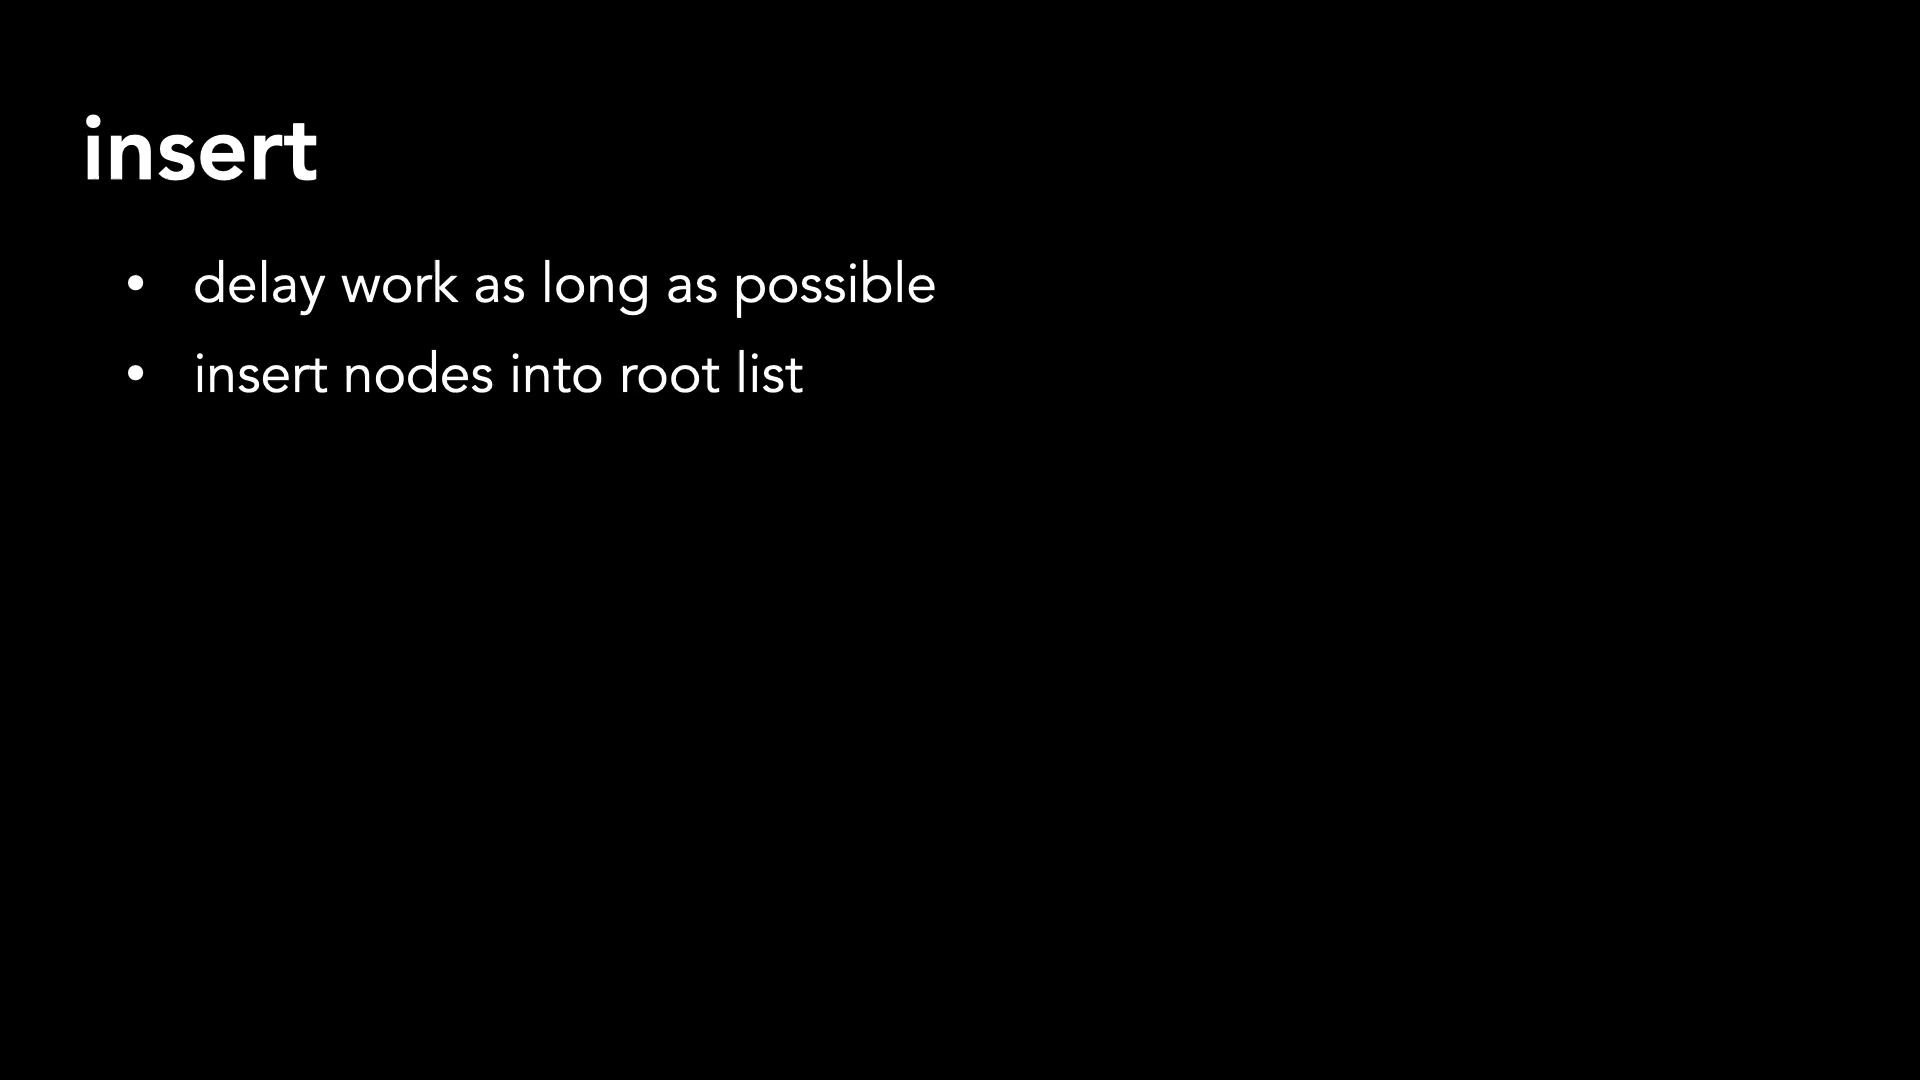 insert
• delay work as long as possible
• insert nodes into root list